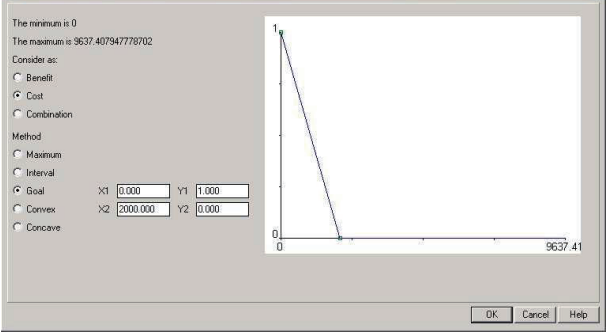 The minimum is 0
The maximum is 9637.407947778702
Consider as:
Benefit
Cost
Combination
Method
Maximum
Interval
Goal X1 0.000 Y1 1.000
Convex X2 2000.000 Y2 0.000
Concave
1
0
0 9637.41
OK Cancel Help